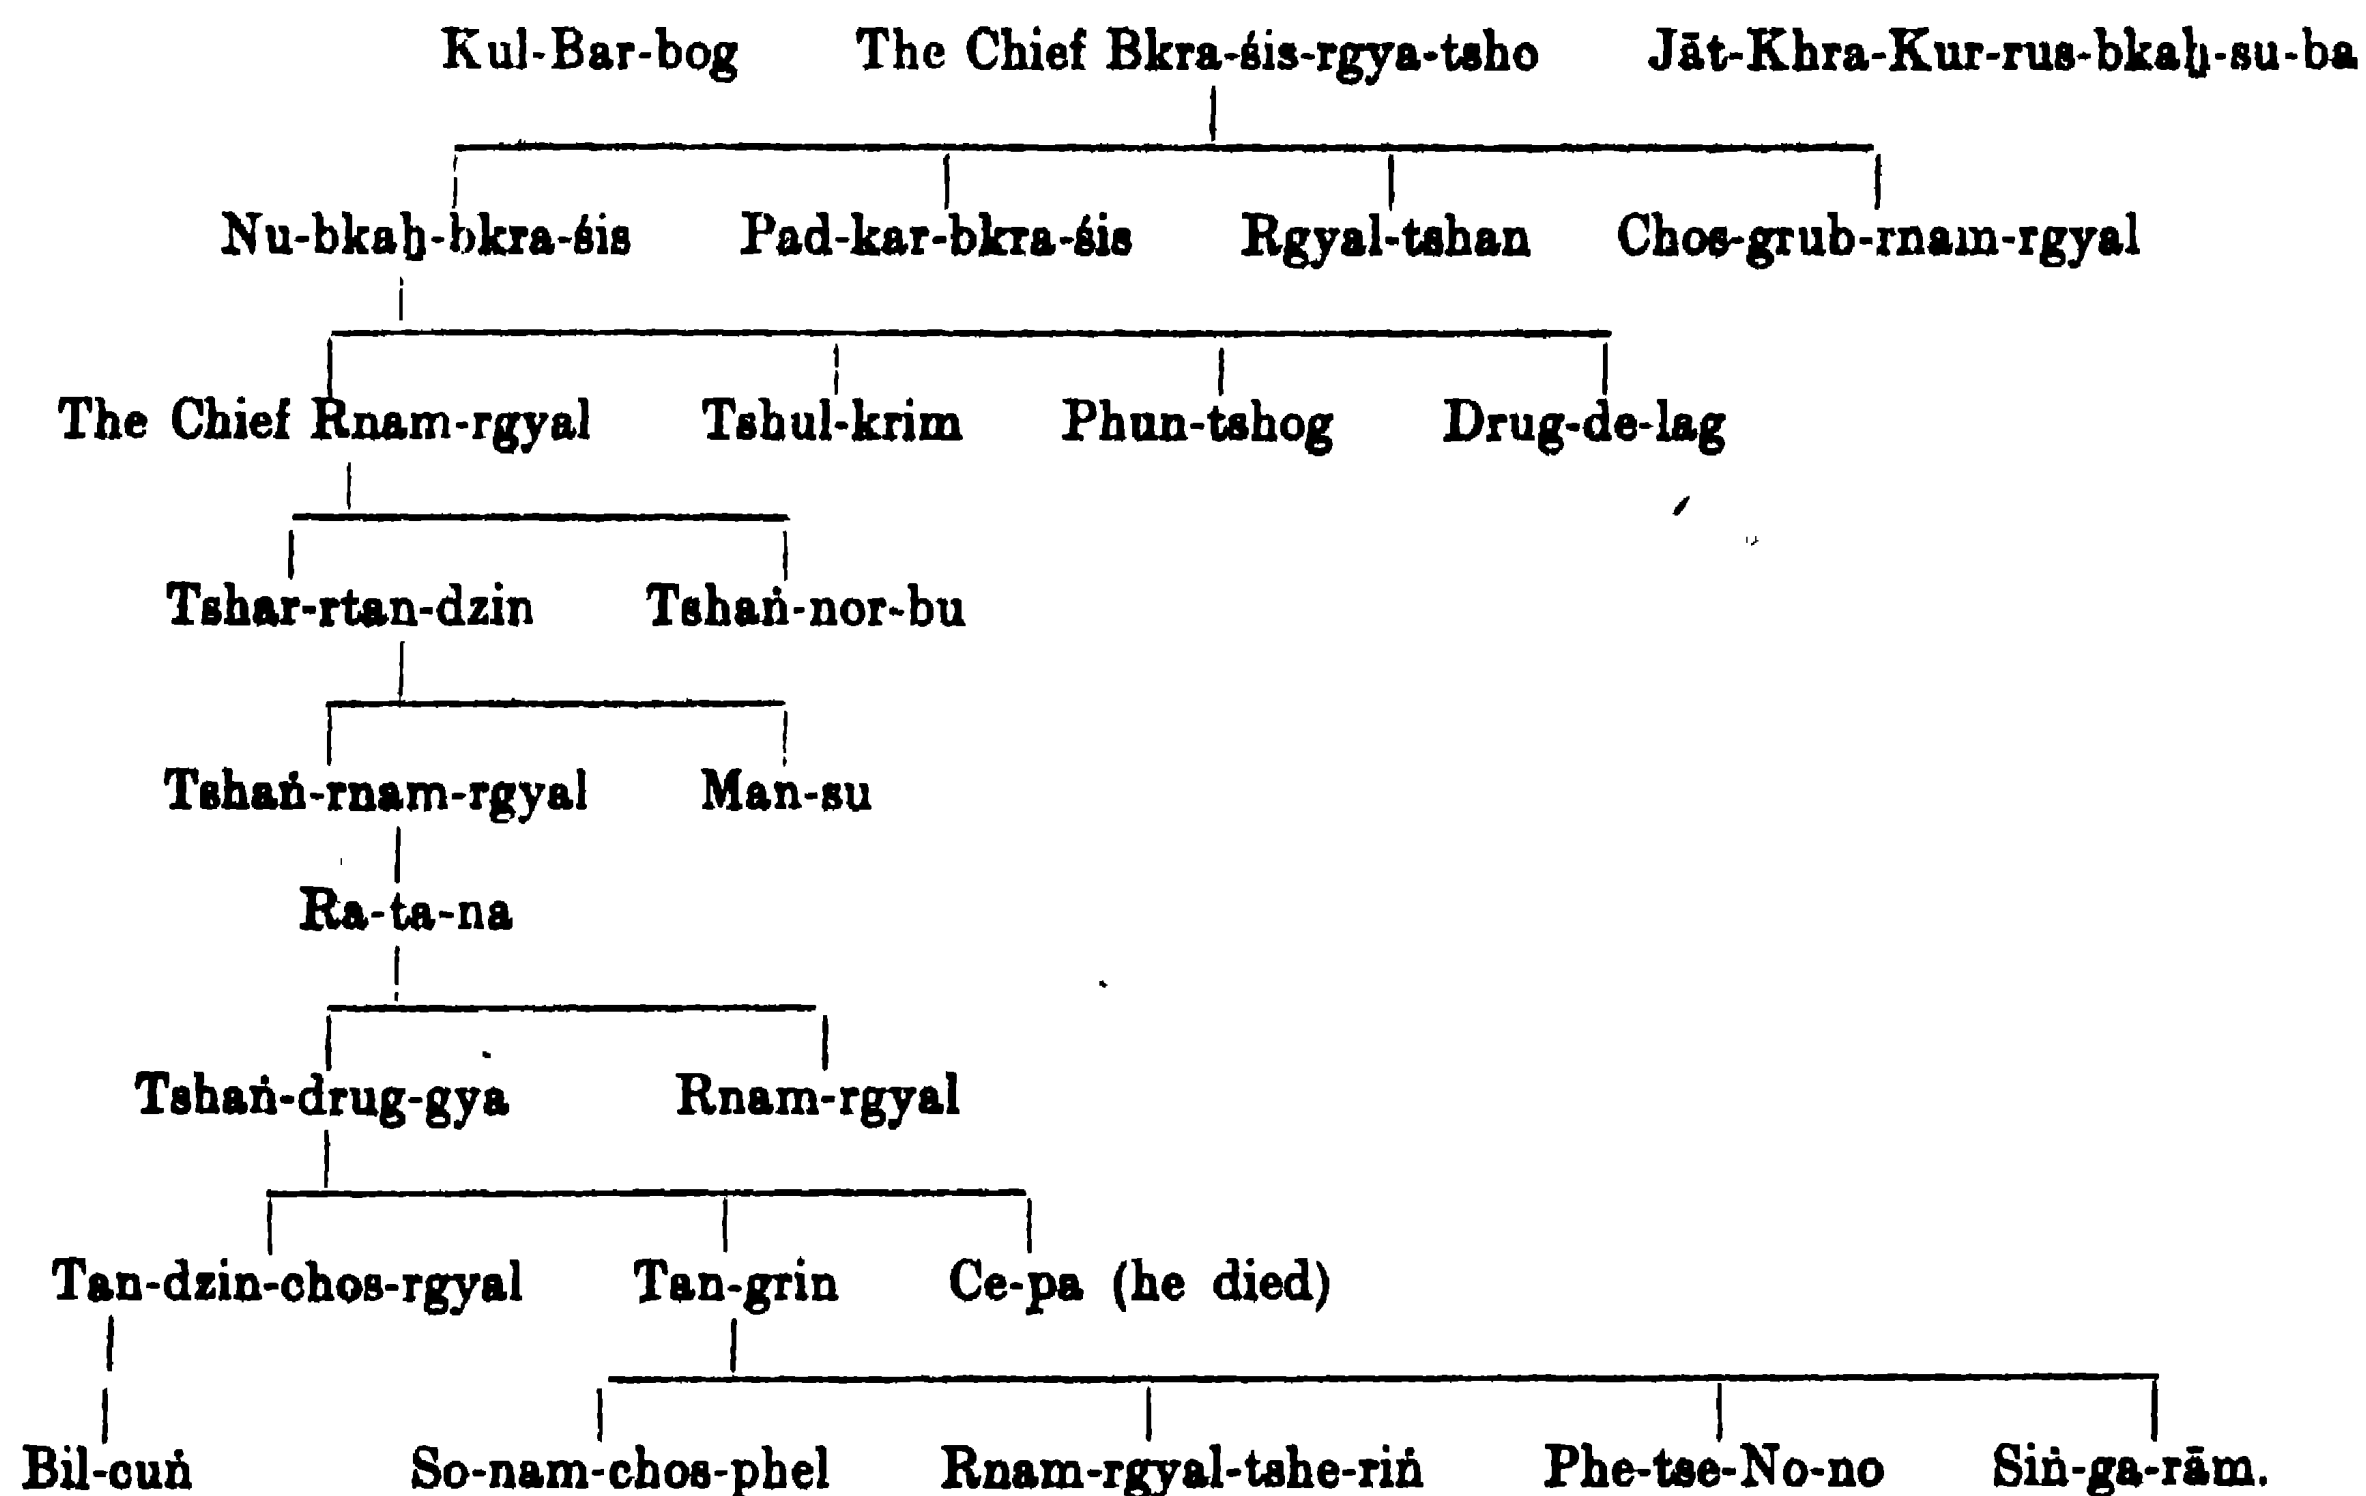 Kul-Bar-bog The Chief Bkra-śis-rgya-tsho Jāt-Khra-Kur-rus-bkaḥ-su-ba
Nu-bkaḥ-bkra-śis Pad-kar-bkra-śis Rgyal-tshan Chos-grub-rnam-rgyal
The Chief Rnam-rgyal Tshul-krim Phun-tshog Drug-de-lag
Tshar-rtan-dzin Tshaṅ-nor-bu
Tshaṅ-rnam-rgyal Man-su
Ra-ta-na
Tshaṅ-drug-gya Rnam-rgyal
Tan-dzin-chos-rgyal Tan-grin Ce-pa (he died)
Bil-cuṅ So-nam-chos-phel Rnam-rgyal-tshe-riṅ Phe-tse-No-no Siṅ-ga-rām.